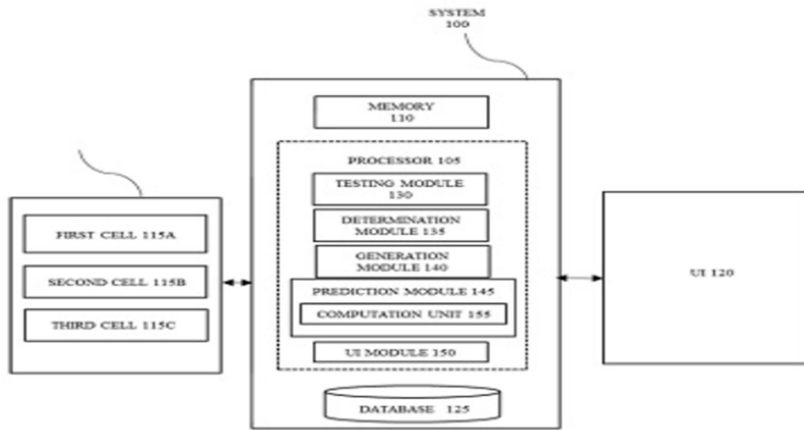 SYSTEM
100
MEMORY
110
PROCESSOR 105
TESTING MODULE
130
DETERMINATION
MODULE 135
GENERATION
MODULE 140
PREDICTION MODULE 145
COMPUTATION UNIT 155
UI MODULE 150
DATABASE 125
FIRST CELL 115A
SECOND CELL 115B
THIRD CELL 115C
UI 120